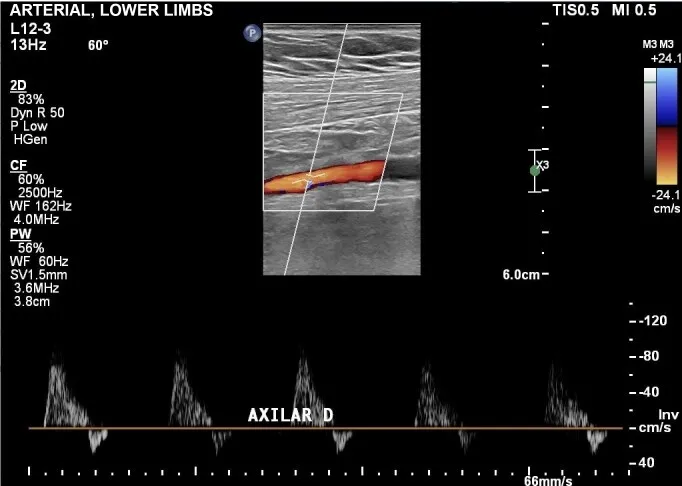 ARTERIAL, LOWER LIMBS
TIS0.5 MI 0.5
L12-3
13Hz 60°
P
M3 M3
+24.1
-24.1
cm/s
2D
83%
Dyn R 50
P Low
HGen
CF
60%
2500Hz
WF 162Hz
4.0MHz
PW
56%
WF 60Hz
SV1.5mm
3.6MHz
3.8cm
X3
6.0cm
-120
-80
-40
Inv
cm/s
40
AXILAR D
66mm/s